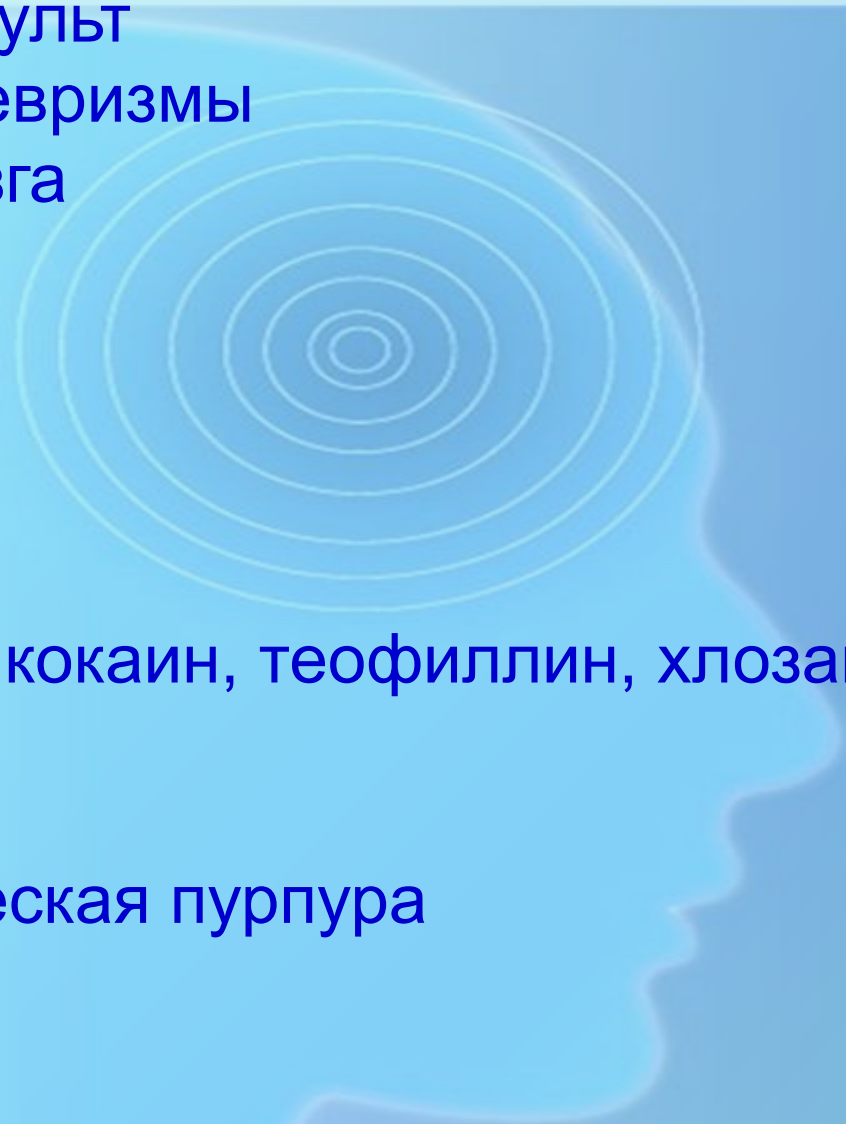 ульт
евризмы
зга
кокаин, теофиллин, хлоза
еская пурпура